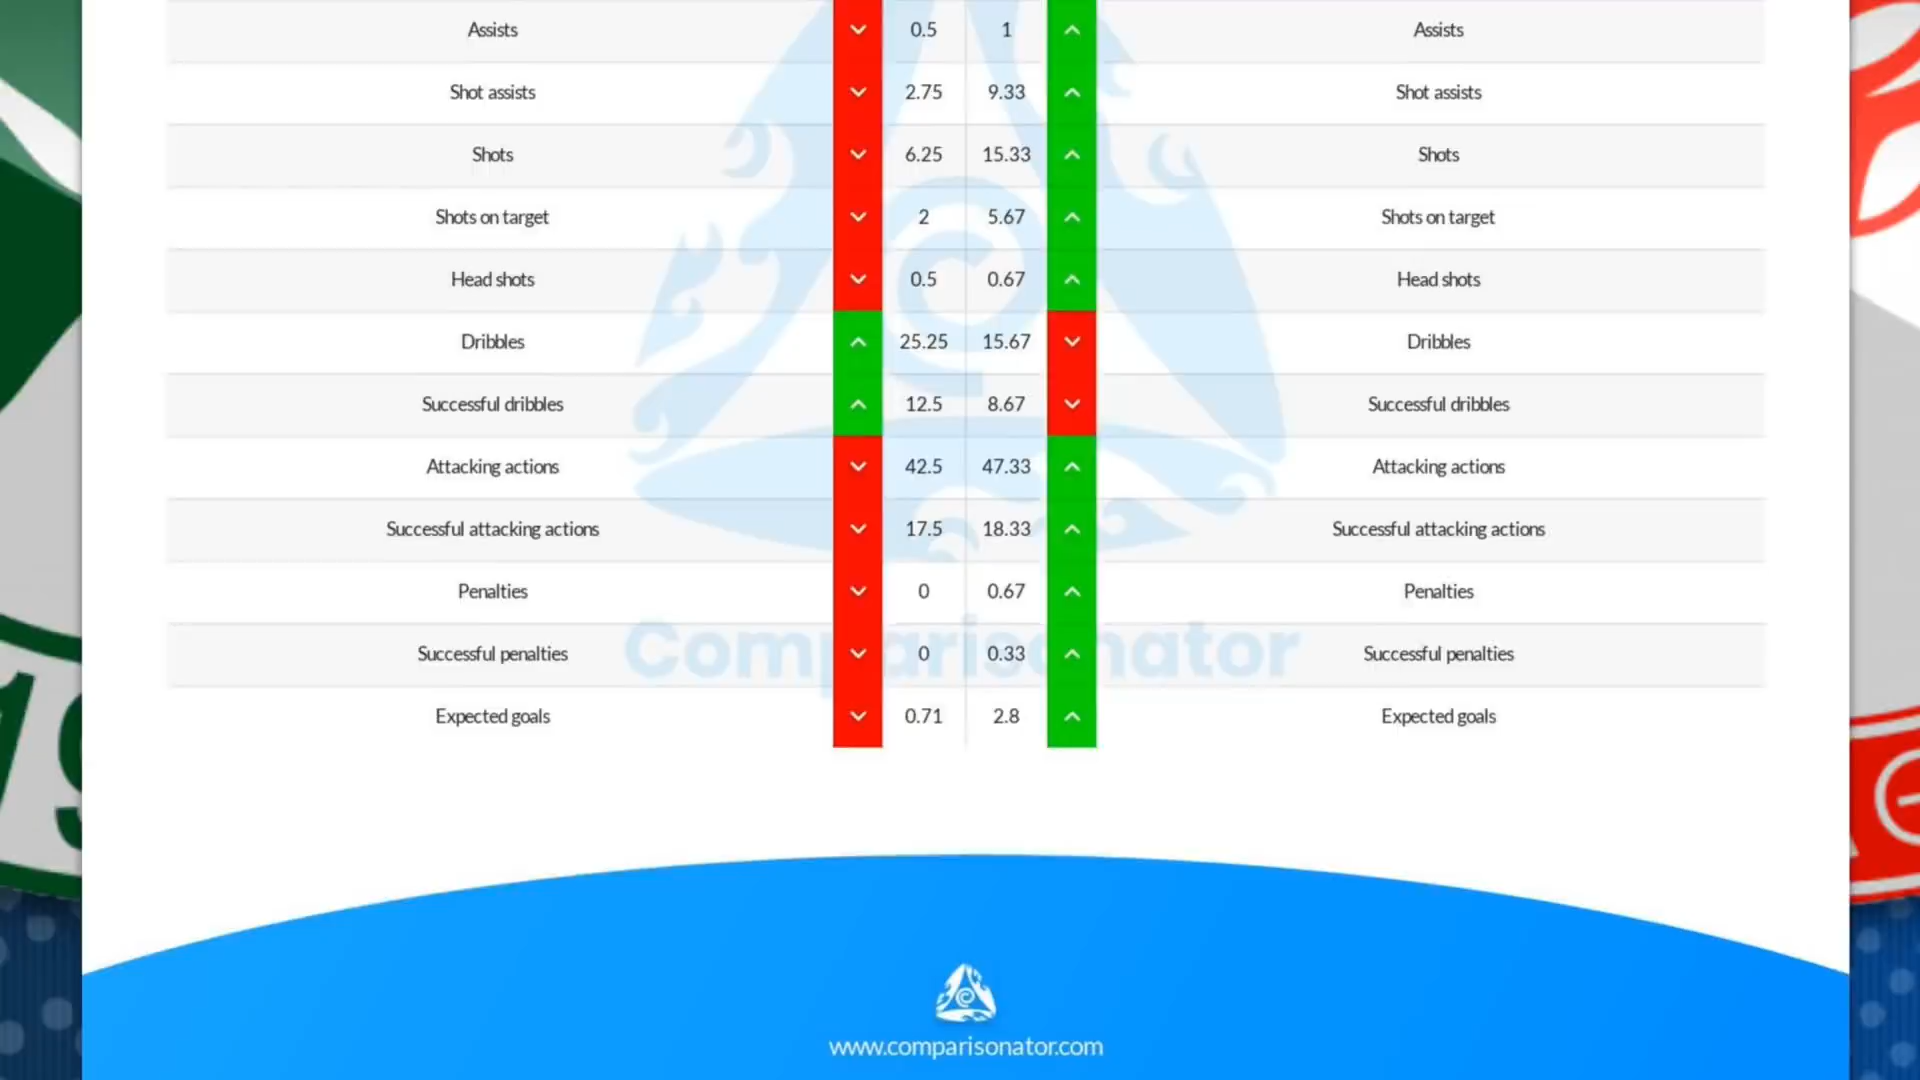 Assists 0.5 1 Assists
Shot assists 2.75 9.33 Shot assists
Shots 6.25 15.33 Shots
Shots on target 2 5.67 Shots on target
Head shots 0.5 0.67 Head shots
Dribbles 25.25 15.67 Dribbles
Successful dribbles 12.5 8.67 Successful dribbles
Attacking actions 42.5 47.33 Attacking actions
Successful attacking actions 17.5 18.33 Successful attacking actions
Penalties 0 0.67 Penalties
Comparisonator
Successful penalties 0 0.33 Successful penalties
Expected goals 0.71 2.8 Expected goals
19
www.comparisonator.com